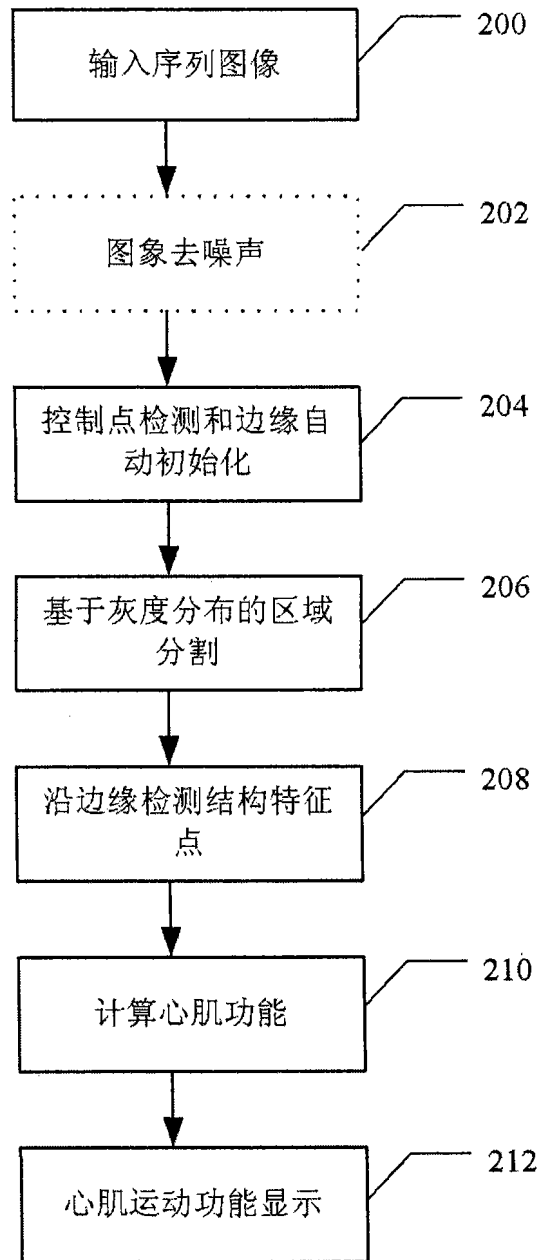 输入序列图像
200
图象去噪声
202
控制点检测和边缘自
动初始化
204
基于灰度分布的区域
分割
206
沿边缘检测结构特征
点
208
计算心肌功能
210
心肌运动功能显示
212